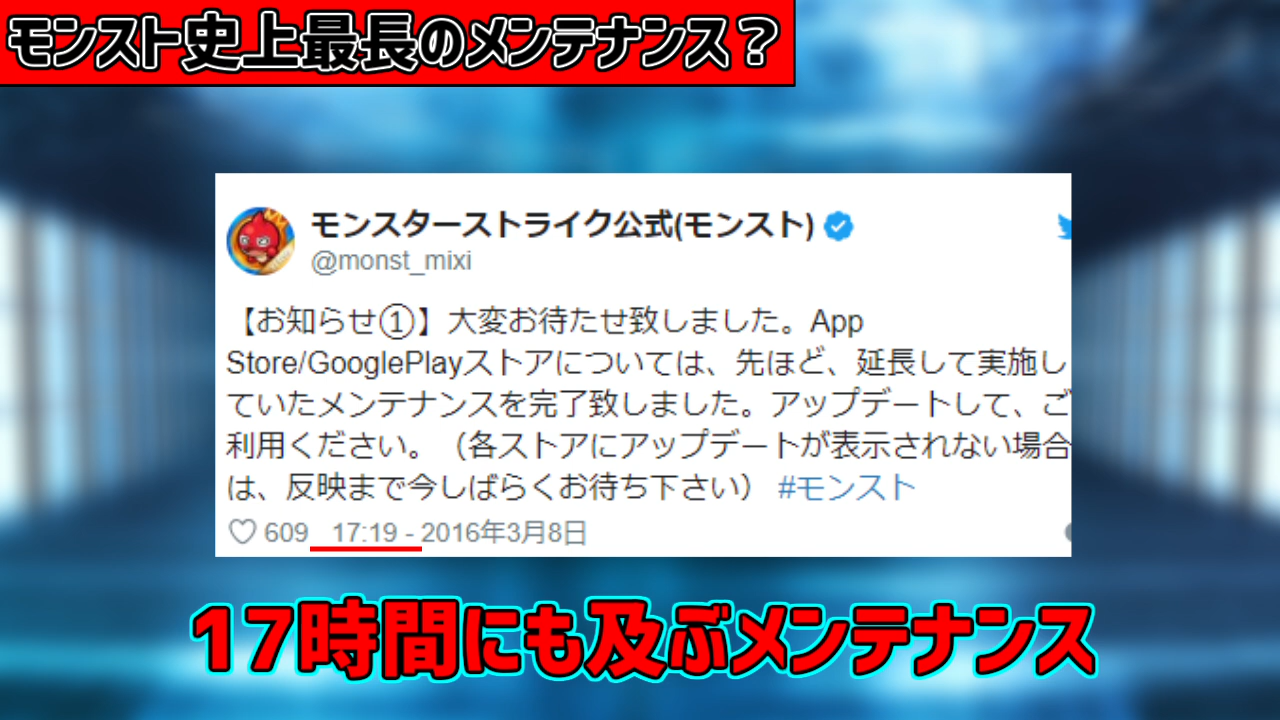 モンスト史上最長のメンテナンス？
モンスターストライク公式(モンスト)
@monst_mixi
【お知らせ①】大変お待たせ致しました。App
Store/GooglePlayストアについては、先ほど、延長して実施し
ていたメンテナンスを完了致しました。アップデートして、ご
利用ください。（各ストアにアップデートが表示されない場合
は、反映まで今しばらくお待ち下さい） #モンスト
609 17:19 - 2016年3月8日
17時間にも及ぶメンテナンス